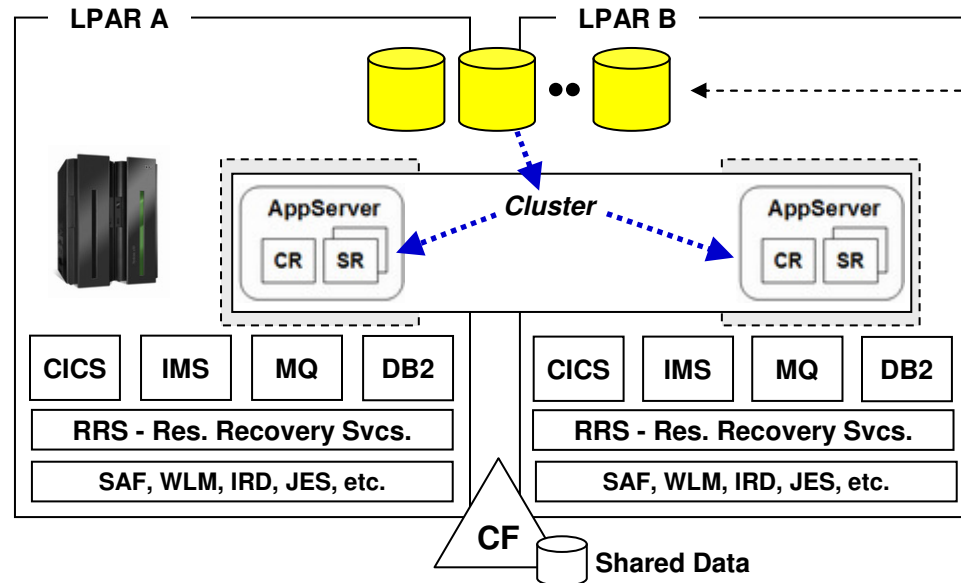 LPAR A
LPAR B
Cluster
AppServer
CR
SR
AppServer
CR
SR
CICS
IMS
MQ
DB2
CICS
IMS
MQ
DB2
RRS - Res. Recovery Svcs.
RRS - Res. Recovery Svcs.
SAF, WLM, IRD, JES, etc.
SAF, WLM, IRD, JES, etc.
CF
Shared Data